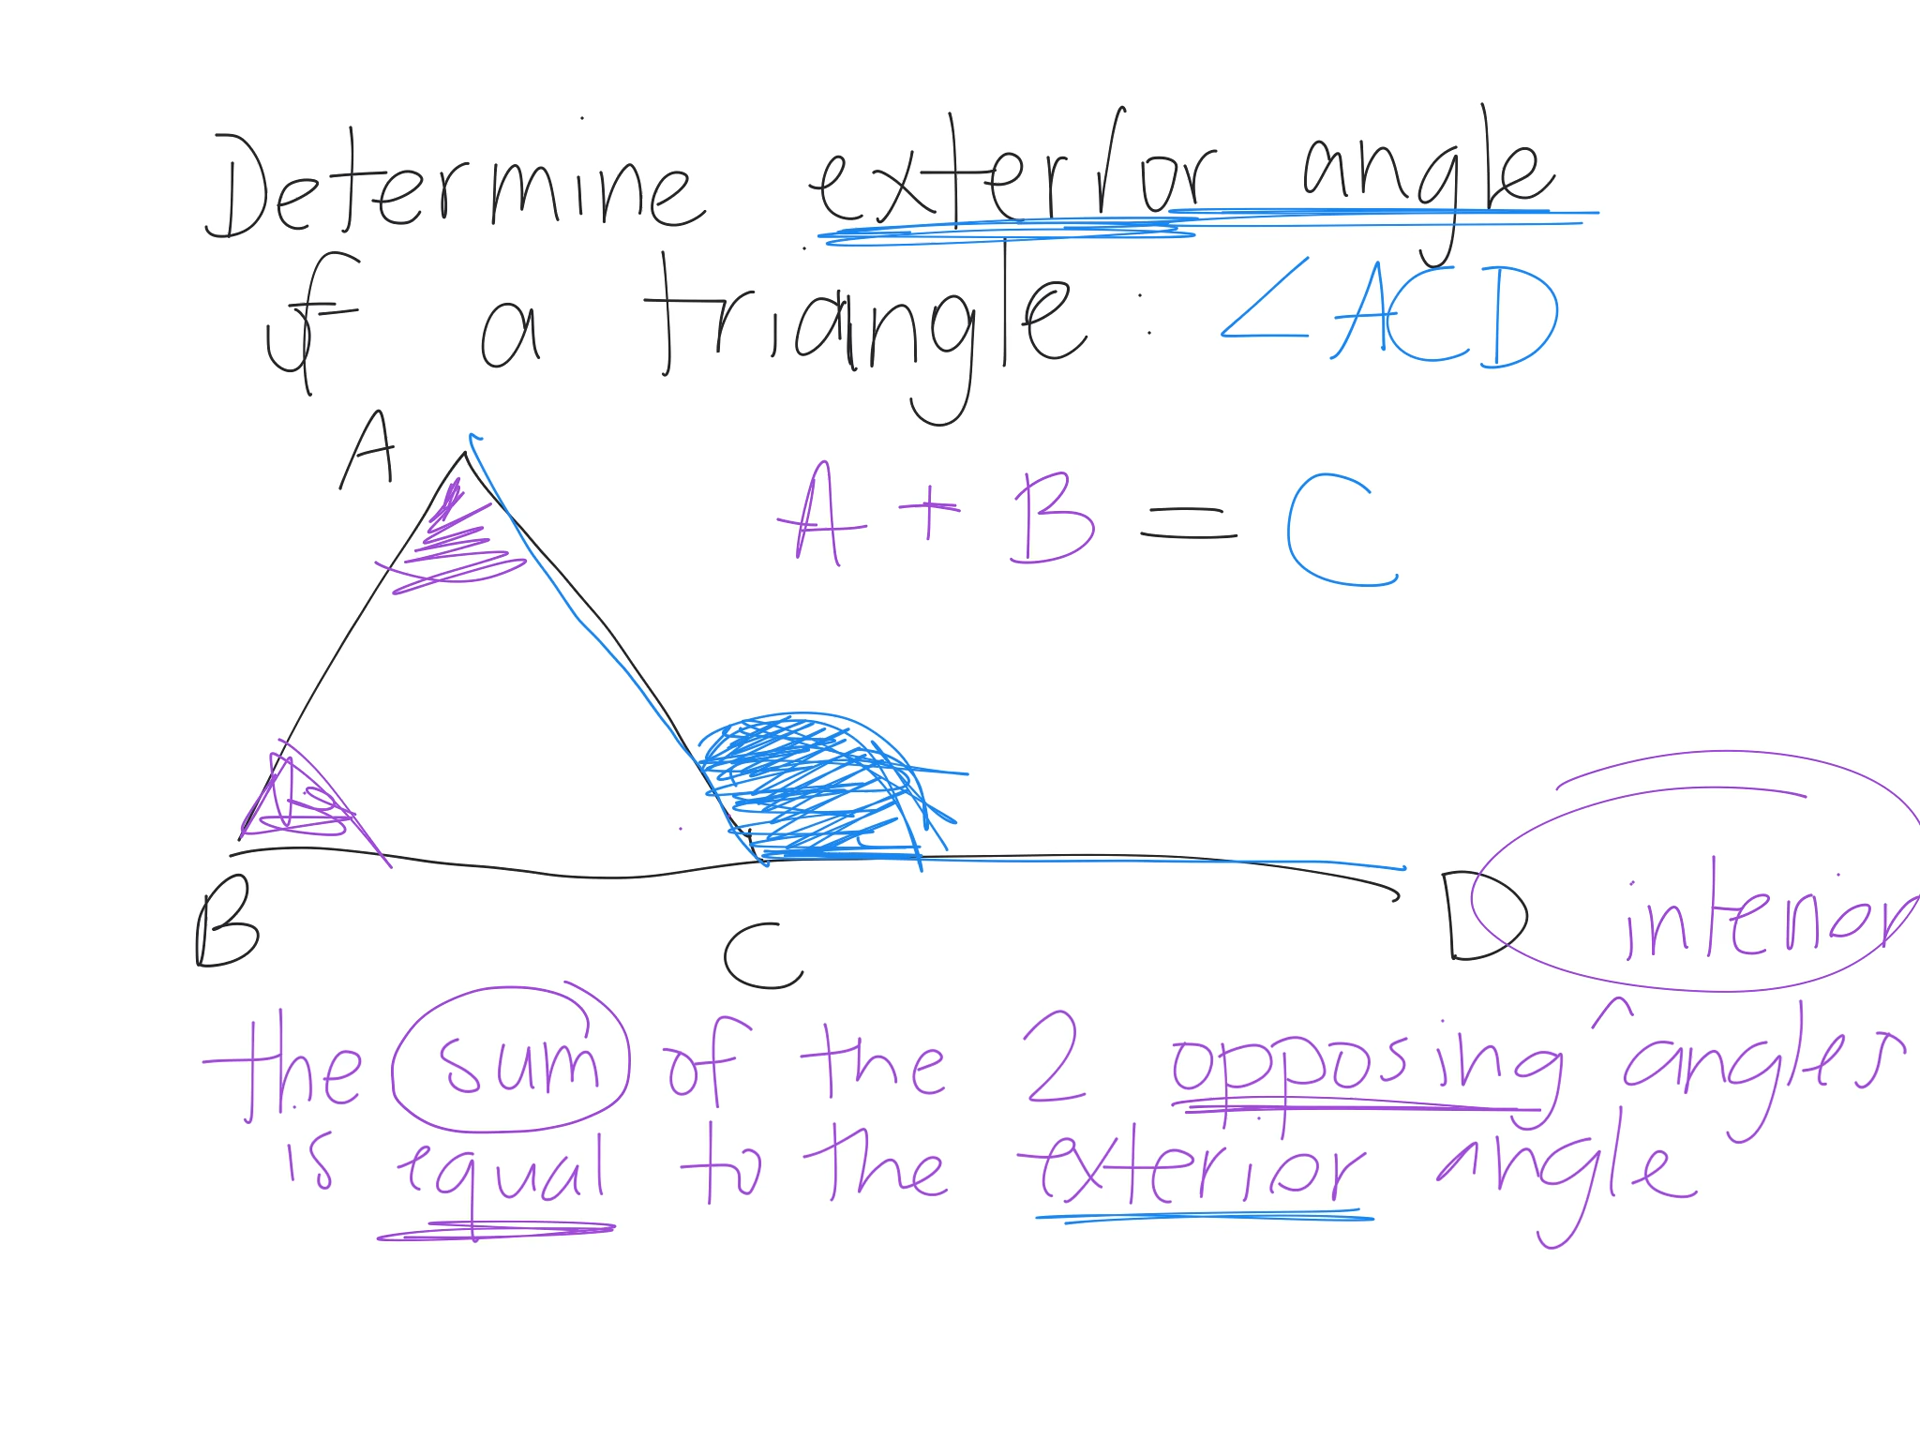 Determine exterior angle
of a triangle: ∠ACD
A
A + B = C
B
C
D
interior
the sum of the 2 opposing ^ angles
is equal to the exterior angle